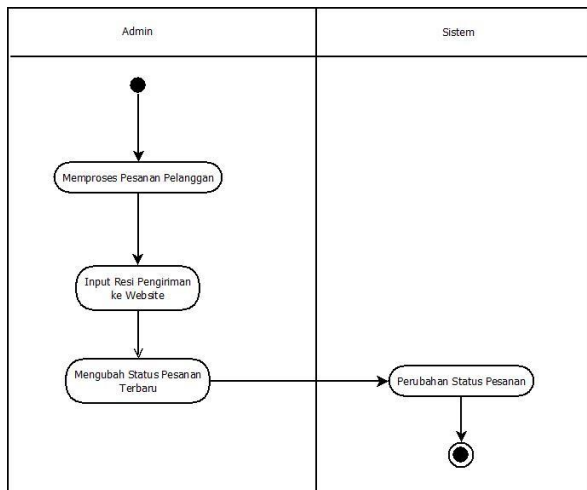 Admin
Sistem
Memproses Pesanan Pelanggan
Input Resi Pengiriman
ke Website
Mengubah Status Pesanan
Terbaru
Perubahan Status Pesanan